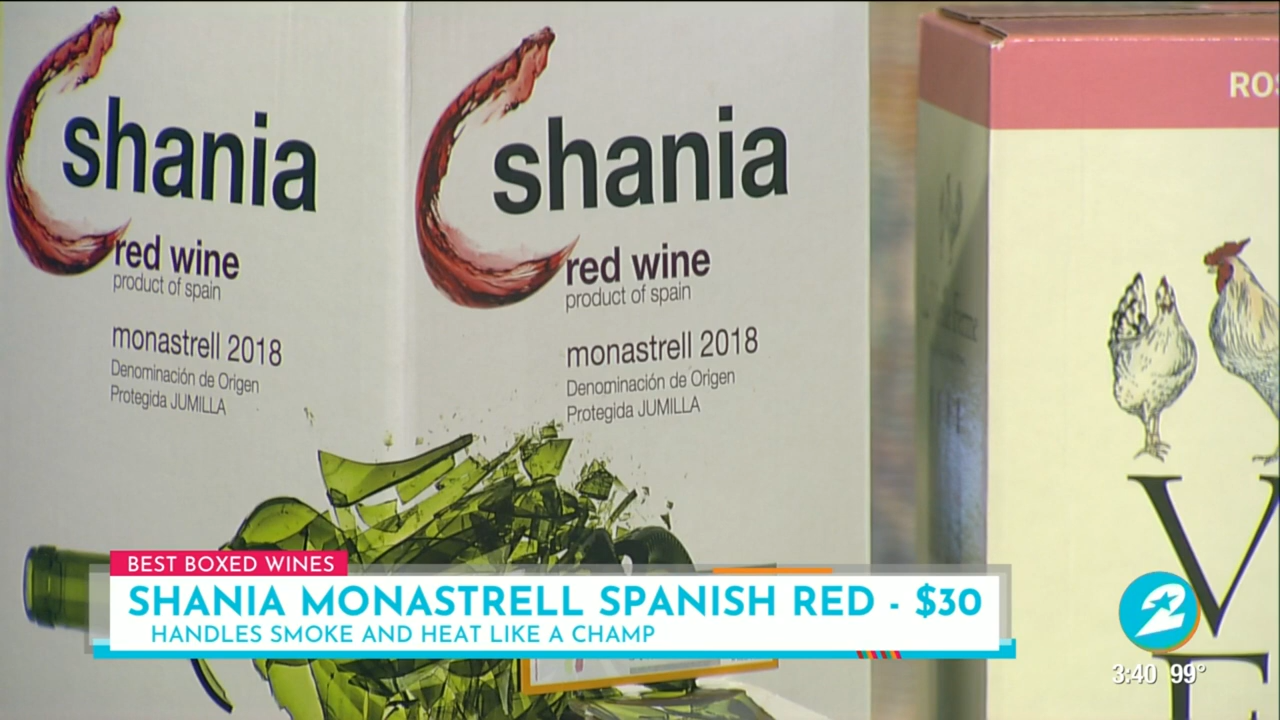 shania
red wine
product of spain
monastrell 2018
Denominación de Origen
Protegida JUMILLA
shania
red wine
product of spain
monastrell 2018
Denominación de Origen
Protegida JUMILLA
V
BEST BOXED WINES
SHANIA MONASTRELL SPANISH RED - $30
HANDLES SMOKE AND HEAT LIKE A CHAMP
2
3:40 99°